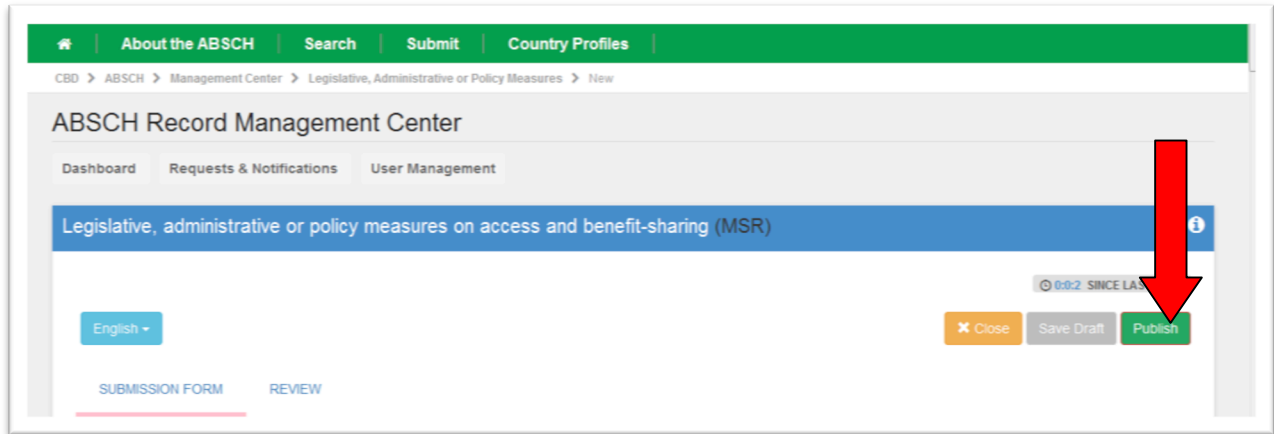 About the ABSCH Search Submit Country Profiles
CBD > ABSCH > Management Center > Legislative, Administrative or Policy Measures > New
ABSCH Record Management Center
Dashboard Requests & Notifications User Management
Legislative, administrative or policy measures on access and benefit-sharing (MSR)
0:0:2 SINCE LAS
English
Close Save Draft Publish
SUBMISSION FORM REVIEW